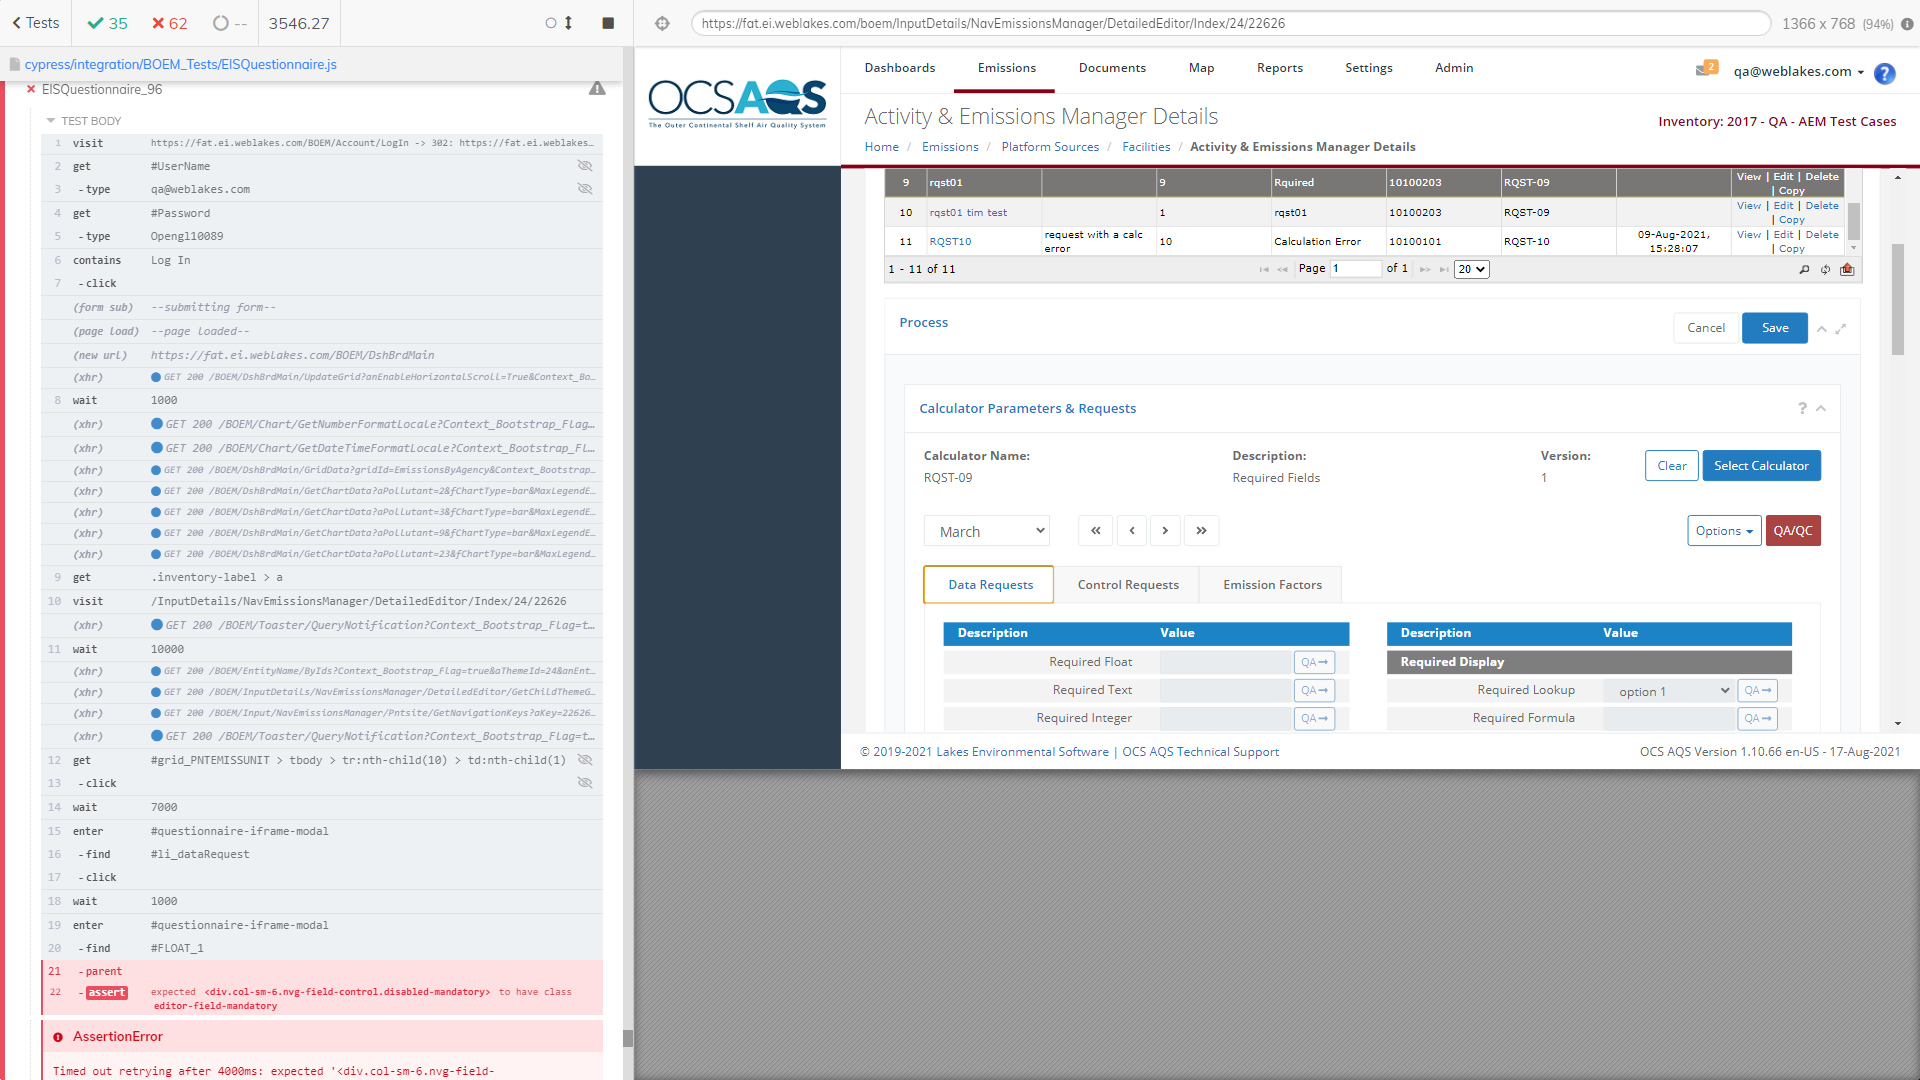 Tests
35
62
--
3546.27
https://fat.ei.weblakes.com/boem/InputDetails/NavEmissionsManager/DetailedEditor/Index/24/22626
1366 x 768 (94%)
cypress/integration/BOEM_Tests/EISQuestionnaire.js
EISQuestionnaire_96
TEST BODY
1 visit https://fat.ei.weblakes.com/BOEM/Account/LogIn -> 302: https://fat.ei.weblakes…
2 get #UserName
3 -type qa@weblakes.com
4 get #Password
5 -type Opengl10089
6 contains Log In
7 -click
(form sub) --submitting form--
(page load) --page loaded--
(new url) https://fat.ei.weblakes.com/BOEM/DshBrdMain
(xhr) GET 200 /BOEM/DshBrdMain/UpdateGrid?anEnableHorizontalScroll=True&Context_Bo…
8 wait 1000
(xhr) GET 200 /BOEM/Chart/GetNumberFormatLocale?Context_Bootstrap_Flag…
(xhr) GET 200 /BOEM/Chart/GetDateTimeFormatLocale?Context_Bootstrap_Fl…
(xhr) GET 200 /BOEM/DshBrdMain/GridData?gridId=EmissionsByAgency&Context_Bootstrap…
(xhr) GET 200 /BOEM/DshBrdMain/GetChartData?aPollutant=2&fChartType=bar&MaxLegendE…
(xhr) GET 200 /BOEM/DshBrdMain/GetChartData?aPollutant=3&fChartType=bar&MaxLegendE…
(xhr) GET 200 /BOEM/DshBrdMain/GetChartData?aPollutant=9&fChartType=bar&MaxLegendE…
(xhr) GET 200 /BOEM/DshBrdMain/GetChartData?aPollutant=23&fChartType=bar&MaxLegend…
9 get .inventory-label > a
10 visit /InputDetails/NavEmissionsManager/DetailedEditor/Index/24/22626
(xhr) GET 200 /BOEM/Toaster/QueryNotification?Context_Bootstrap_Flag=t…
11 wait 10000
(xhr) GET 200 /BOEM/EntityName/ByIds?Context_Bootstrap_Flag=true&aThemeId=24&anEnt…
(xhr) GET 200 /BOEM/InputDetails/NavEmissionsManager/DetailedEditor/GetChildThemeG…
(xhr) GET 200 /BOEM/Input/NavEmissionsManager/Pntsite/GetNavigationKeys?aKey=22626…
(xhr) GET 200 /BOEM/Toaster/QueryNotification?Context_Bootstrap_Flag=t…
12 get #grid_PNTEMISSUNIT > tbody > tr:nth-child(10) > td:nth-child(1)
13 -click
14 wait 7000
15 enter #questionnaire-iframe-modal
16 -find #li_dataRequest
17 -click
18 wait 1000
19 enter #questionnaire-iframe-modal
20 -find #FLOAT_1
21 -parent
22 -assert expected <div.col-sm-6.nvg-field-control.disabled-mandatory> to have class
editor-field-mandatory
AssertionError
Timed out retrying after 4000ms: expected '<div.col-sm-6.nvg-field-
OCSAQS
The Outer Continental Shelf Air Quality System
Dashboards Emissions Documents Map Reports Settings Admin
2
qa@weblakes.com
?
Activity & Emissions Manager Details
Inventory: 2017 - QA - AEM Test Cases
Home / Emissions / Platform Sources / Facilities / Activity & Emissions Manager Details
9 rqst01 9 Rquired 10100203 RQST-09 View | Edit | Delete
| Copy
10 rqst01 tim test 1 rqst01 10100203 RQST-09 View | Edit | Delete
| Copy
11 RQST10 request with a calc error 10 Calculation Error 10100101 RQST-10 09-Aug-2021, 15:28:07 View | Edit | Delete
| Copy
1 - 11 of 11
Page 1 of 1 20
Process
Cancel Save
Calculator Parameters & Requests
?
Calculator Name: Description: Version:
RQST-09 Required Fields 1
Clear Select Calculator
March « ‹ › »
Options QA/QC
Data Requests Control Requests Emission Factors
Description Value
Required Float QA
Required Text QA
Required Integer QA
Description Value
Required Display
Required Lookup option 1 QA
Required Formula QA
© 2019-2021 Lakes Environmental Software | OCS AQS Technical Support
OCS AQS Version 1.10.66 en-US - 17-Aug-2021